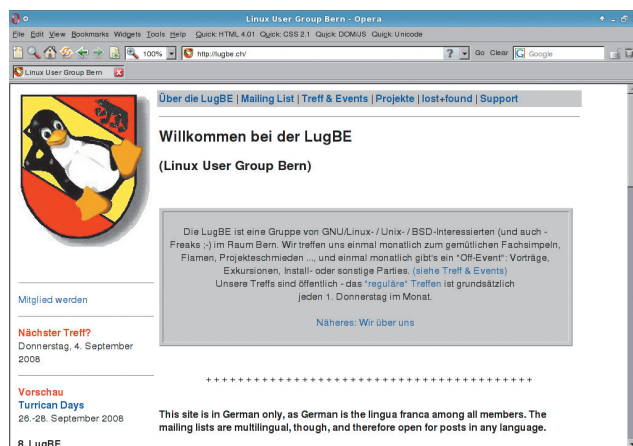 Linux User Group Bern - Opera
File Edit View Bookmarks Widgets Tools Help Quick: HTML 4.01 Quick: CSS 2.1 Quick: DOM/JS Quick: Unicode
100% http://lugbe.ch/ ? Go Clear G Google
Linux User Group Bern
Über die LugBE | Mailing List | Treff & Events | Projekte | lost+found | Support
Willkommen bei der LugBE
(Linux User Group Bern)
Die LugBE ist eine Gruppe von GNU/Linux- / Unix- / BSD-Interessierten (und auch -
Freaks ;-) im Raum Bern. Wir treffen uns einmal monatlich zum gemütlichen Fachsimpeln,
Flamen, Projekteschmieden ..., und einmal monatlich gibt's ein "Off-Event": Vorträge,
Exkursionen, Install- oder sonstige Parties. (siehe Treff & Events)
Unsere Treffs sind öffentlich - das "reguläre" Treffen ist grundsätzlich
jeden 1. Donnerstag im Monat.
Näheres: Wir über uns
Mitglied werden
Nächster Treff?
Donnerstag, 4. September
2008
Vorschau
Turrican Days
26.-28. September 2008
8. LugBE
+ + + + + + + + + + + + + + + + + + + + + + + + + + + + + + + + + + + + + + + + +
This site is in German only, as German is the lingua franca among all members. The
mailing lists are multilingual, though, and therefore open for posts in any language.